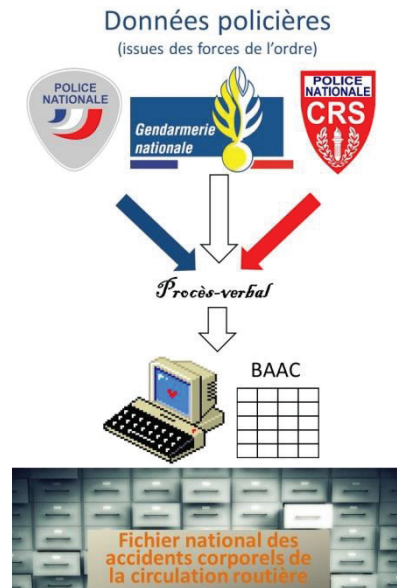 Données policières
(issues des forces de l'ordre)
POLICE
NATIONALE
Gendarmerie
nationale
POLICE
NATIONALE
CRS
Procès-verbal
BAAC
Fichier national des
accidents corporels de
la circulation routière